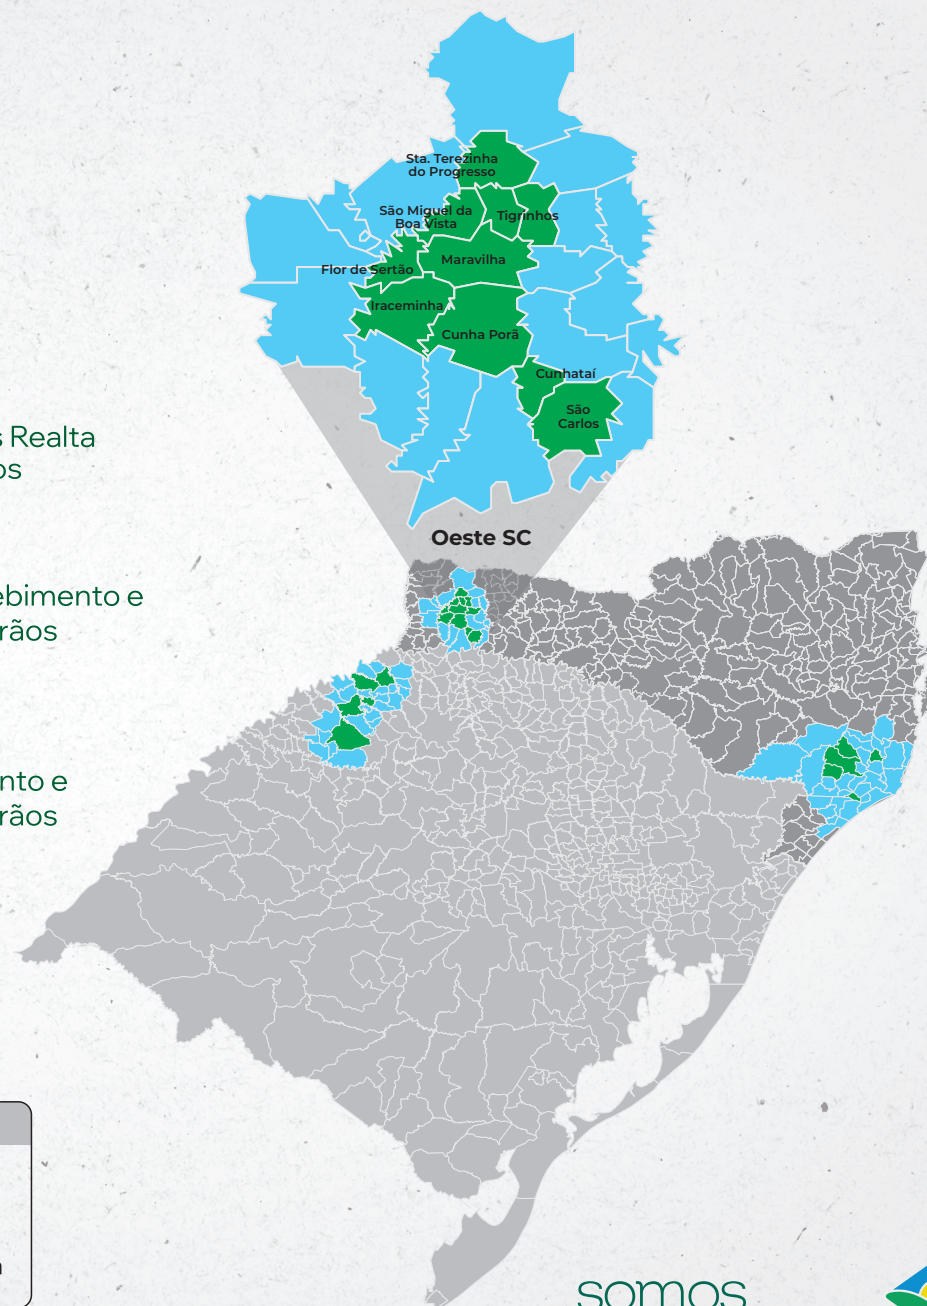 Sta. Terezinha
do Progresso
São Miguel da
Boa Vista
Tigrinhos
Flor de Sertão
Maravilha
Iraceminha
Cunha Porã
Cunhataí
São
Carlos
Realta
os
Oeste SC
ebimento e
rãos
nto e
rãos
somos